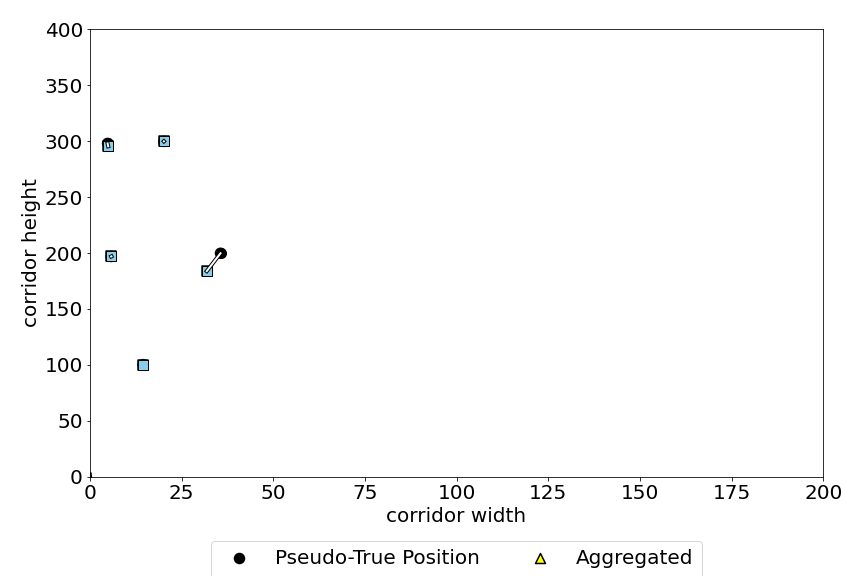 400
350
300
250
200
150
100
50
0
corridor height
0 25 50 75 100 125 150 175 200
corridor width
Pseudo-True Position Aggregated